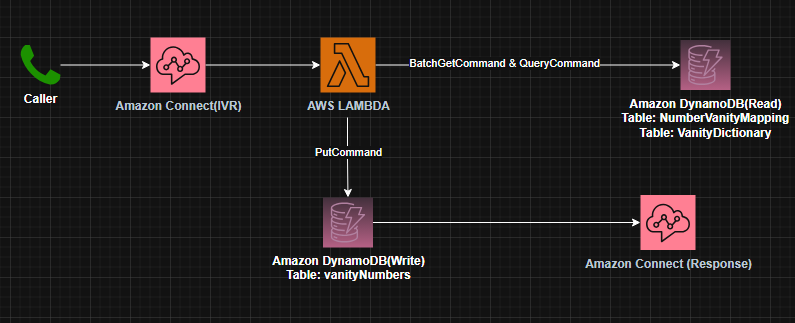 BatchGetCommand & QueryCommand
Caller
Amazon Connect(IVR)
AWS LAMBDA
Amazon DynamoDB(Read)
Table: NumberVanityMapping
Table: VanityDictionary
PutCommand
Amazon DynamoDB(Write)
Table: vanityNumbers
Amazon Connect (Response)